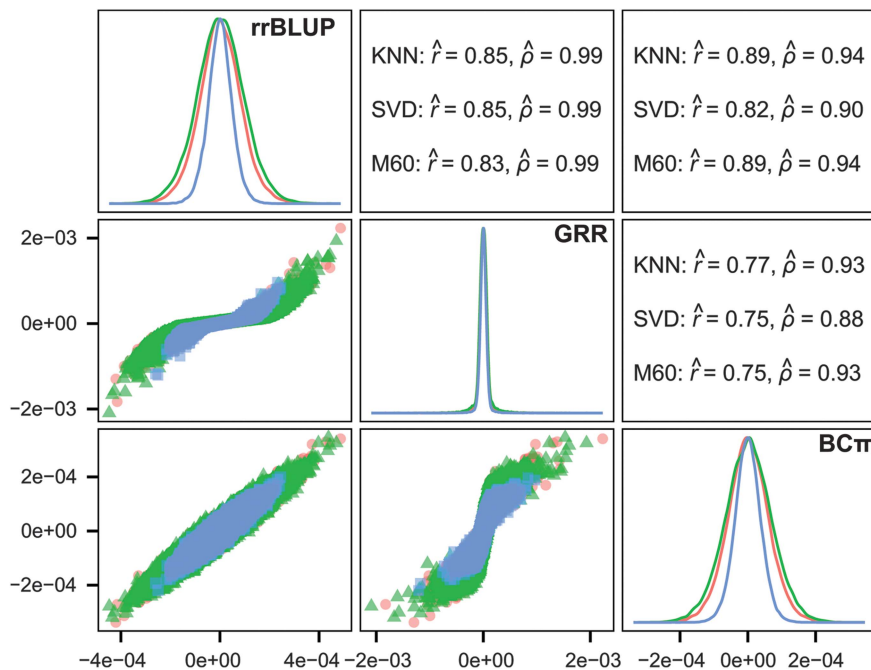 rrBLUP
KNN: r̂ = 0.85, ρ̂ = 0.99
SVD: r̂ = 0.85, ρ̂ = 0.99
M60: r̂ = 0.83, ρ̂ = 0.99
KNN: r̂ = 0.89, ρ̂ = 0.94
SVD: r̂ = 0.82, ρ̂ = 0.90
M60: r̂ = 0.89, ρ̂ = 0.94
2e−03
0e+00
−2e−03
GRR
KNN: r̂ = 0.77, ρ̂ = 0.93
SVD: r̂ = 0.75, ρ̂ = 0.88
M60: r̂ = 0.75, ρ̂ = 0.93
2e−04
0e+00
−2e−04
BCπ
−4e−04 0e+00 4e−04
−2e−03 0e+00 2e−03
−2e−04 0e+00 2e−04